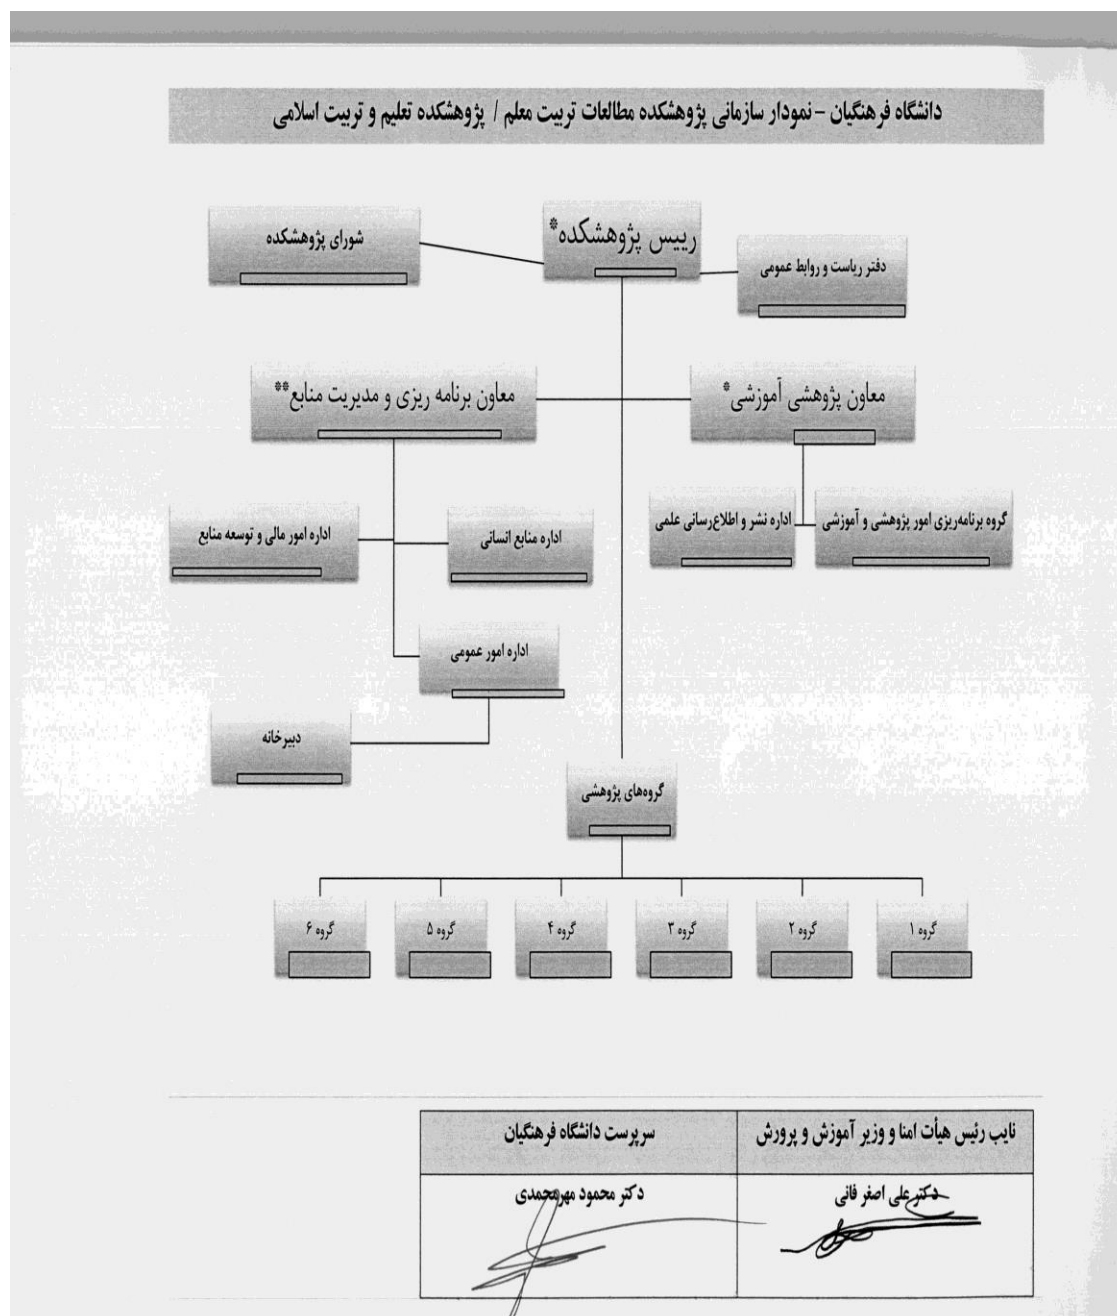 دانشگاه فرهنگیان – نمودار سازمانی پژوهشکده مطالعات تربیت معلم / پژوهشکده تعلیم و تربیت اسلامی
رییس پژوهشکده*
شورای پژوهشکده
دفتر ریاست و روابط عمومی
معاون پژوهشی آموزشی*
معاون برنامه ریزی و مدیریت منابع**
گروه برنامه‌ریزی امور پژوهشی و آموزشی
اداره نشر و اطلاع‌رسانی علمی
اداره منابع انسانی
اداره امور مالی و توسعه منابع
اداره امور عمومی
دبیرخانه
گروه‌های پژوهشی
گروه ۱
گروه ۲
گروه ۳
گروه ۴
گروه ۵
گروه ۶
نایب رئیس هیأت امنا و وزیر آموزش و پرورش
سرپرست دانشگاه فرهنگیان
دکتر علی اصغر فانی
دکتر محمود مهرمحمدی